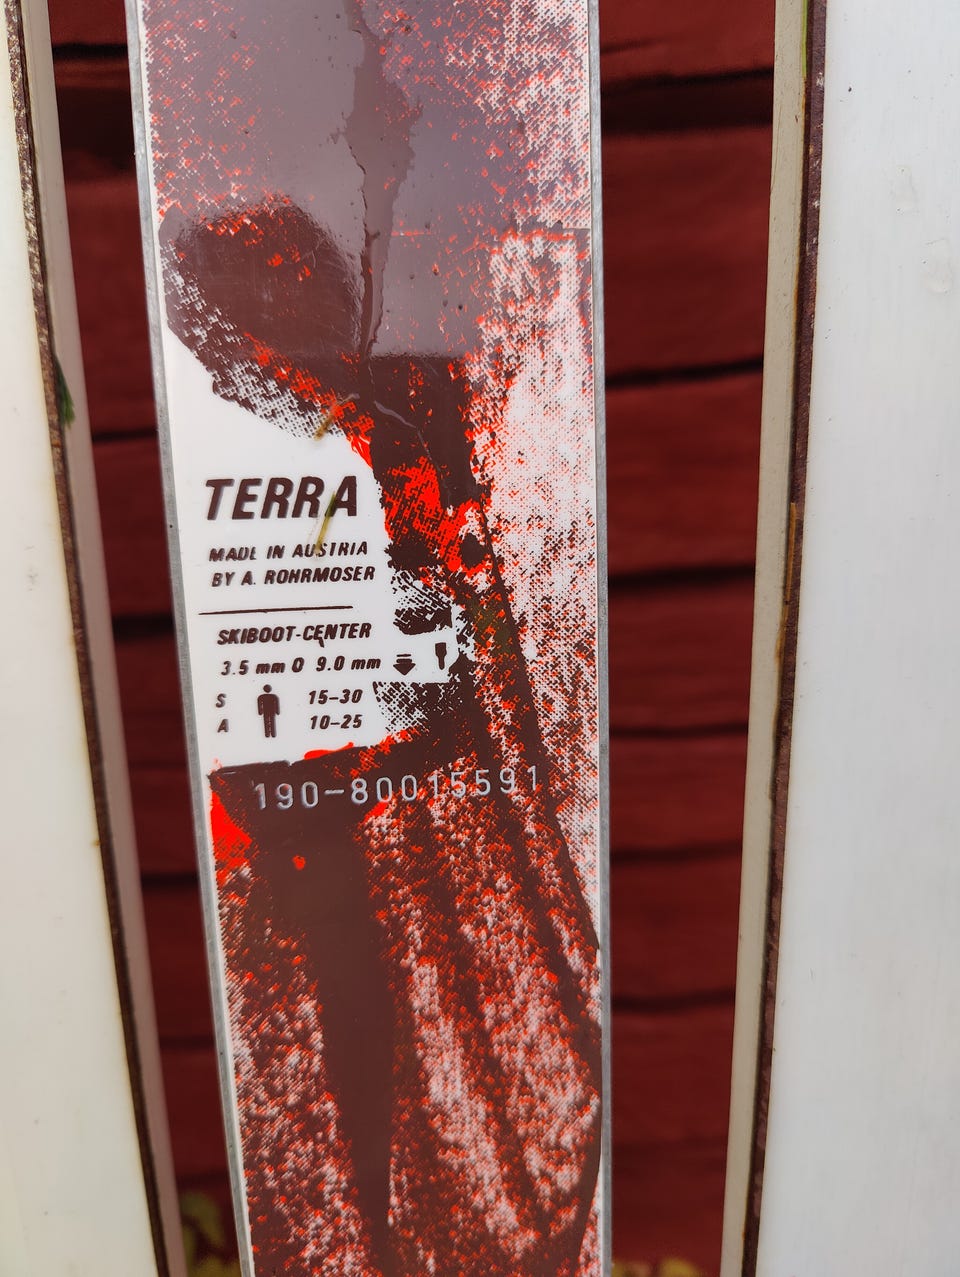 TERRA
MADE IN AUSTRIA
BY A. ROHRMOSER
SKIBOOT-CENTER
3.5 mm O 9.0 mm
S 15-30
A 10-25
190-80015591